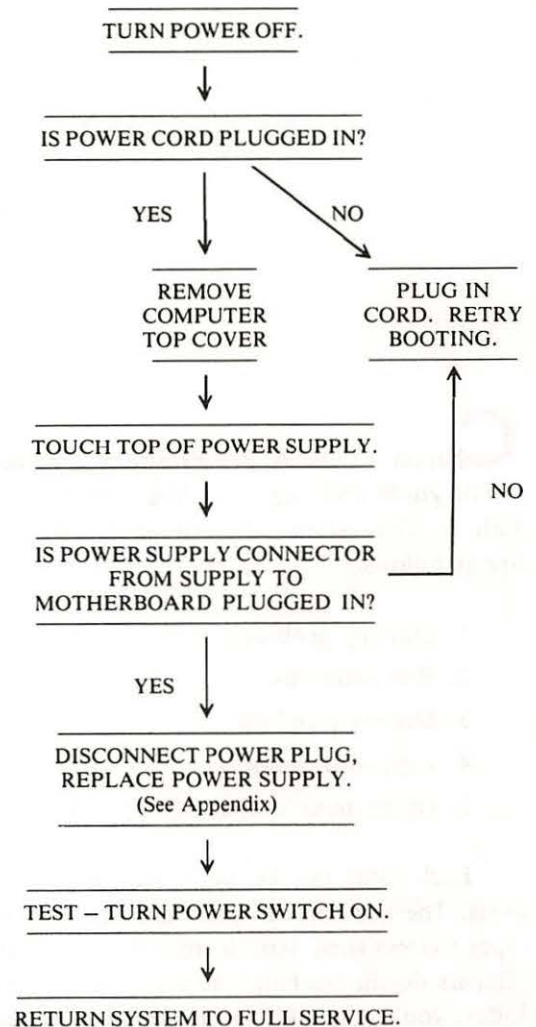 TURN POWER OFF.
IS POWER CORD PLUGGED IN?
YES
NO
REMOVE
COMPUTER
TOP COVER
PLUG IN
CORD. RETRY
BOOTING.
TOUCH TOP OF POWER SUPPLY.
NO
IS POWER SUPPLY CONNECTOR
FROM SUPPLY TO
MOTHERBOARD PLUGGED IN?
YES
DISCONNECT POWER PLUG,
REPLACE POWER SUPPLY.
(See Appendix)
TEST – TURN POWER SWITCH ON.
RETURN SYSTEM TO FULL SERVICE.